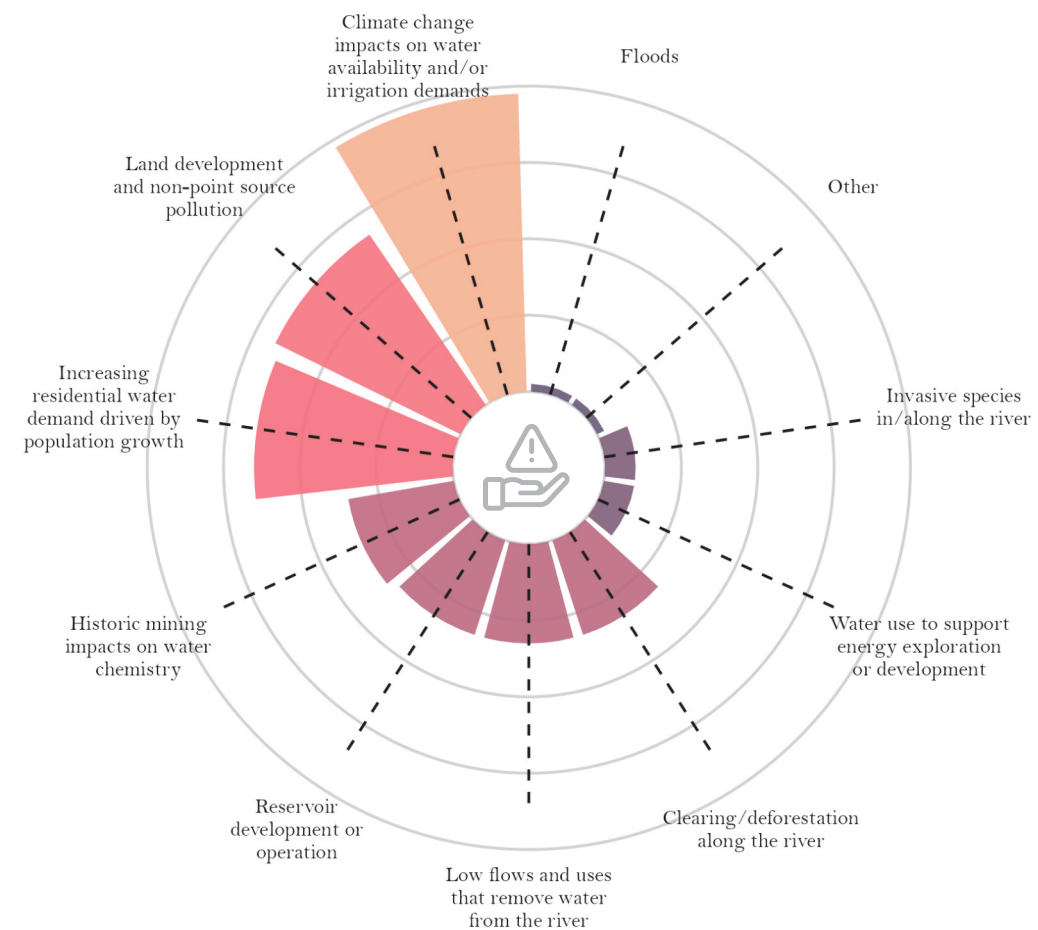 Climate change
impacts on water
availability and/or
irrigation demands
Floods
Other
Invasive species
in/along the river
Water use to support
energy exploration
or development
Clearing/deforestation
along the river
Low flows and uses
that remove water
from the river
Reservoir
development or
operation
Historic mining
impacts on water
chemistry
Increasing
residential water
demand driven by
population growth
Land development
and non-point source
pollution